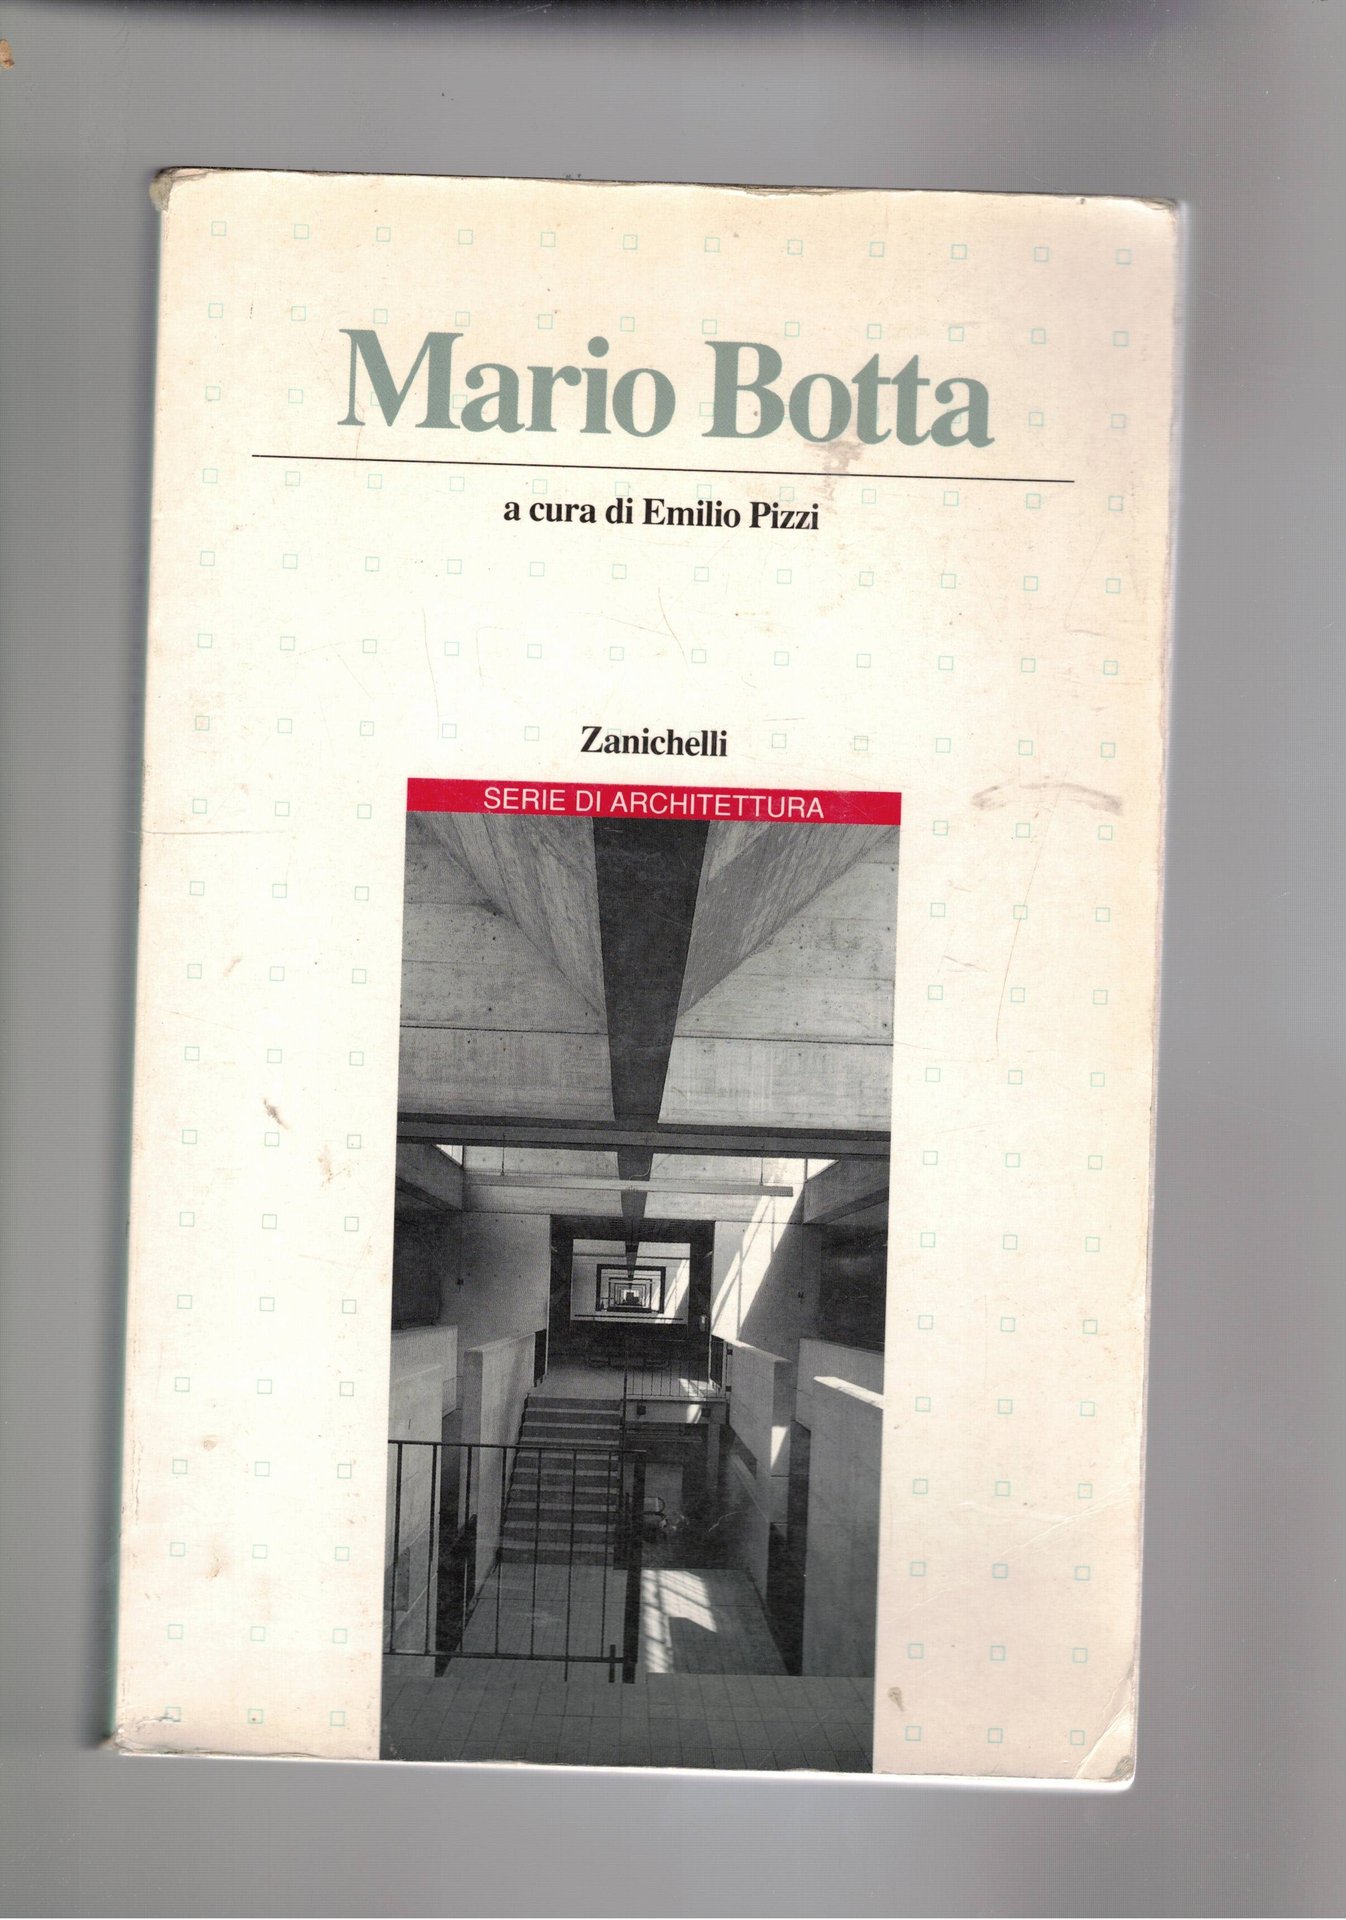 Mario Botta
a cura di Emilio Pizzi
Zanichelli
SERIE DI ARCHITETTURA